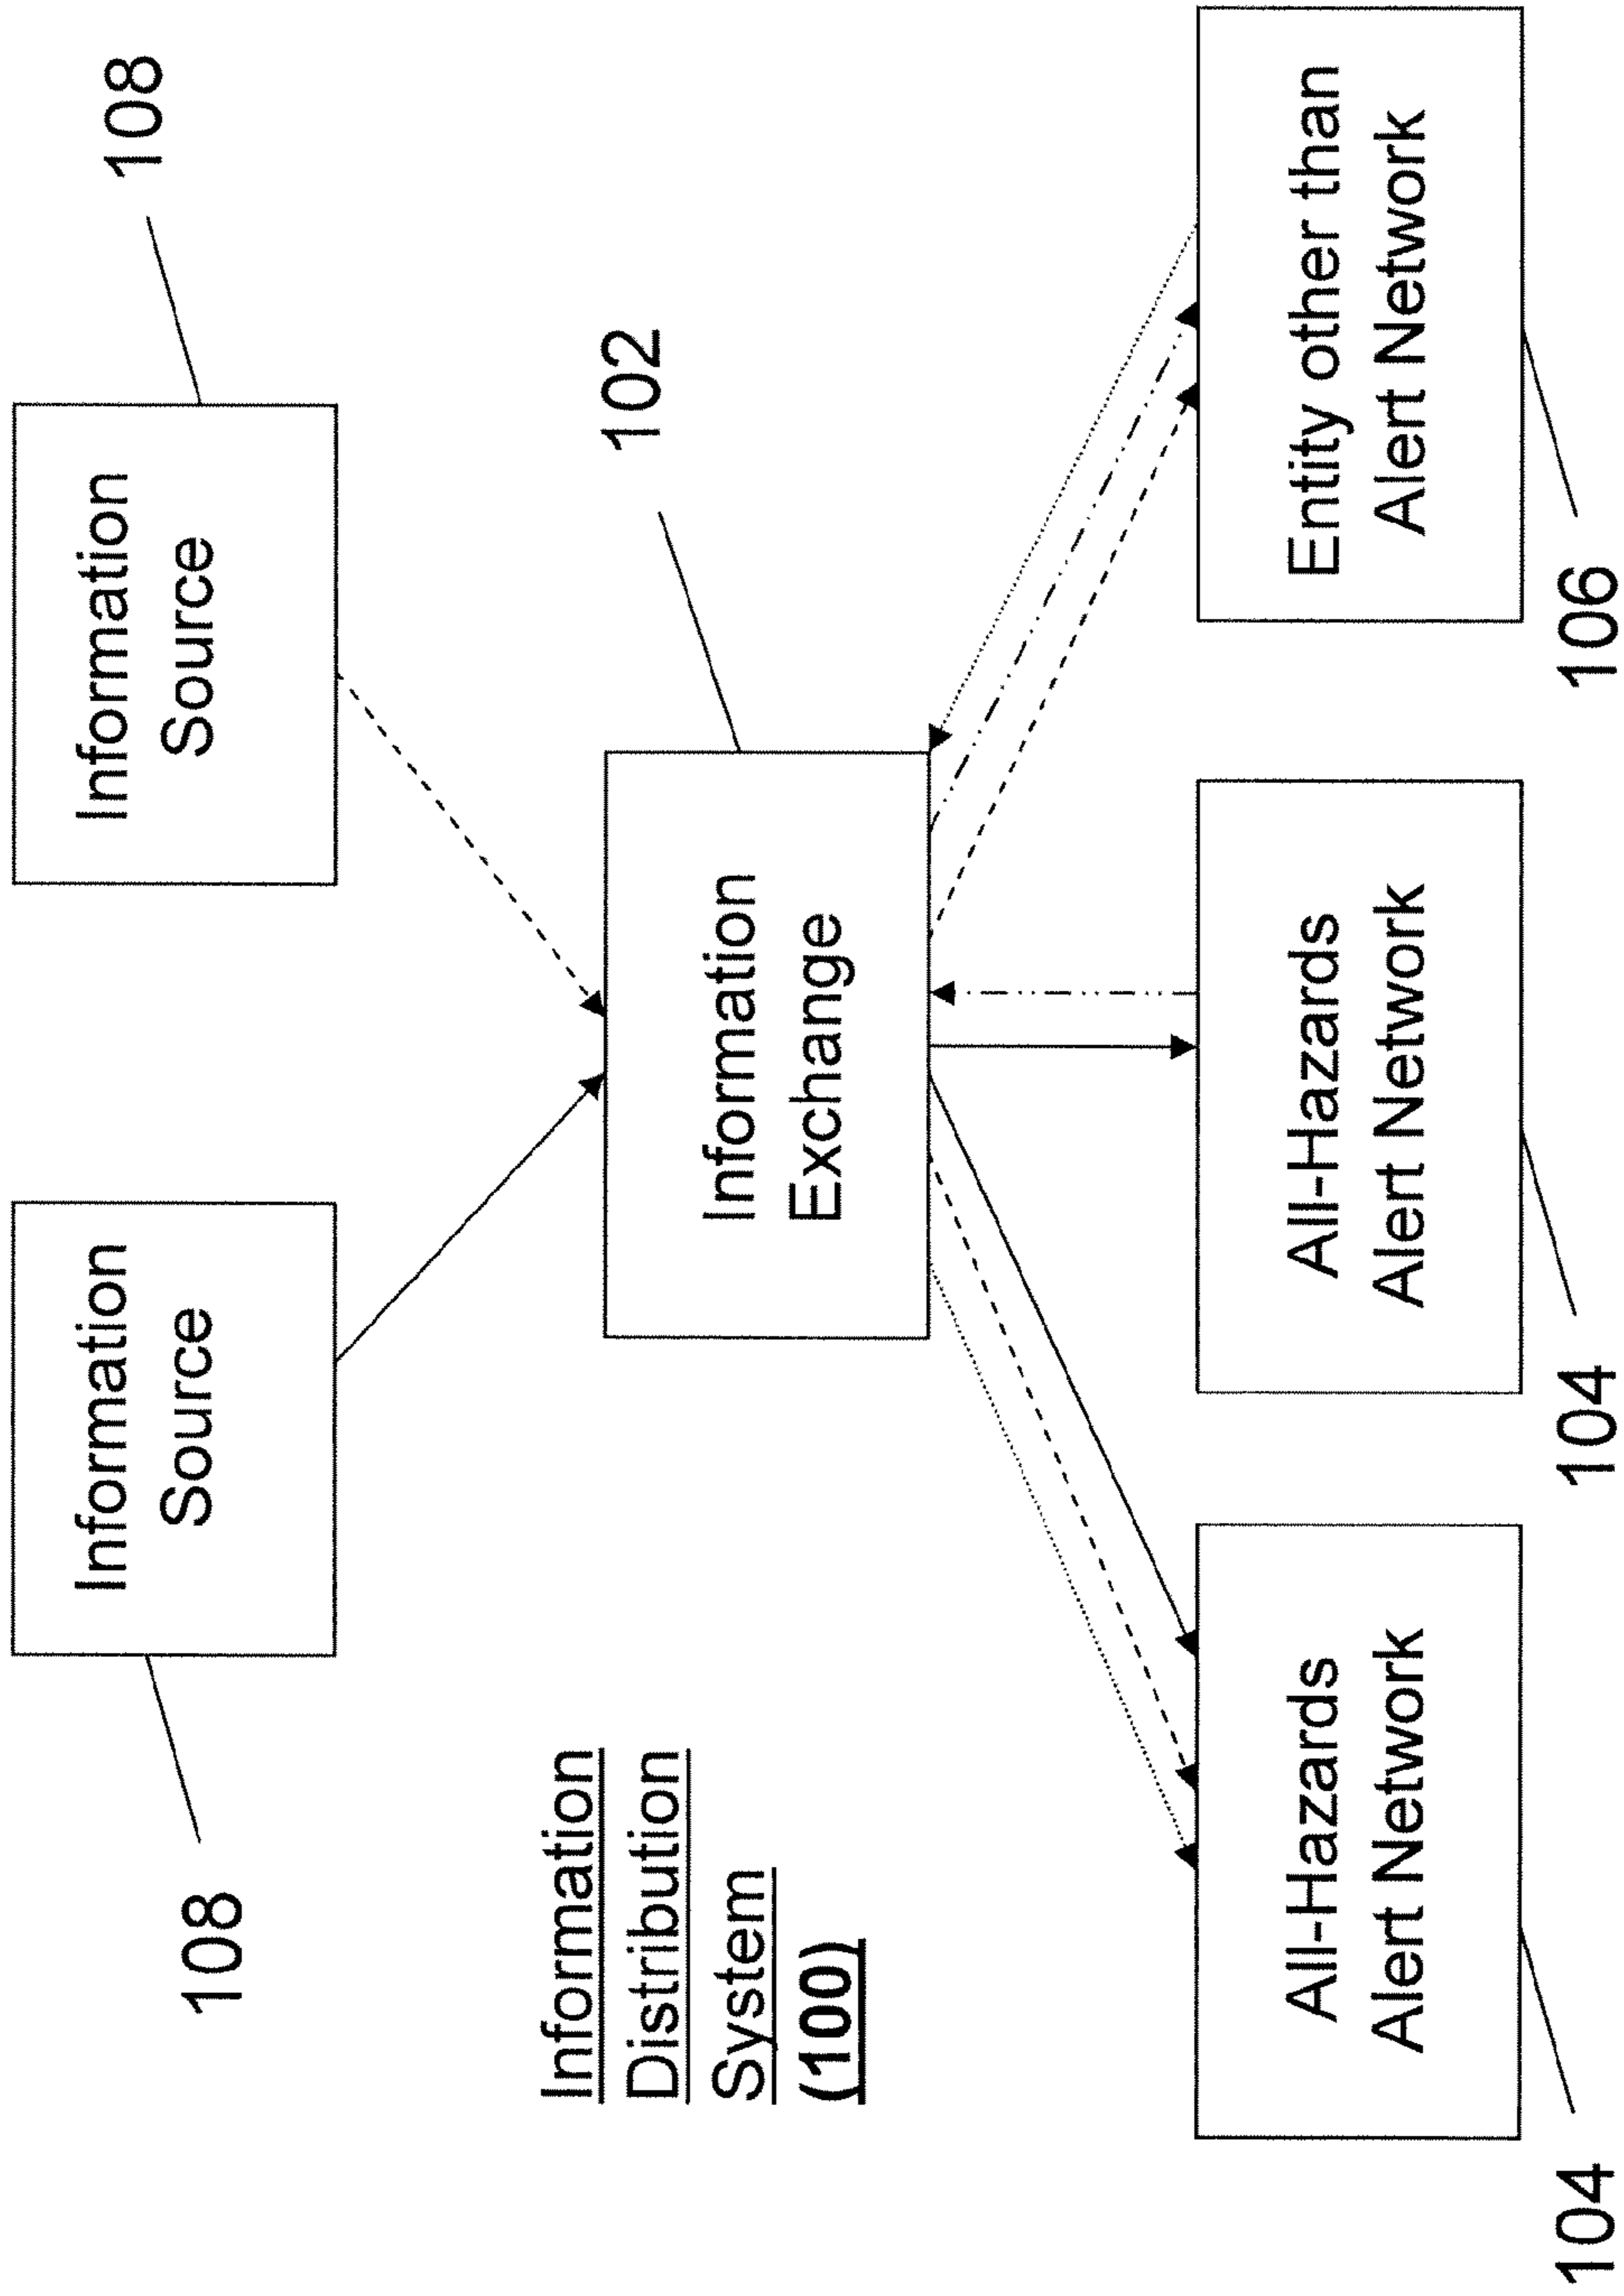 108
Information
Source
Information
Source
108
Information
Distribution
System
(100)
Information
Exchange
102
All-Hazards
Alert Network
All-Hazards
Alert Network
Entity other than
Alert Network
104
104
106